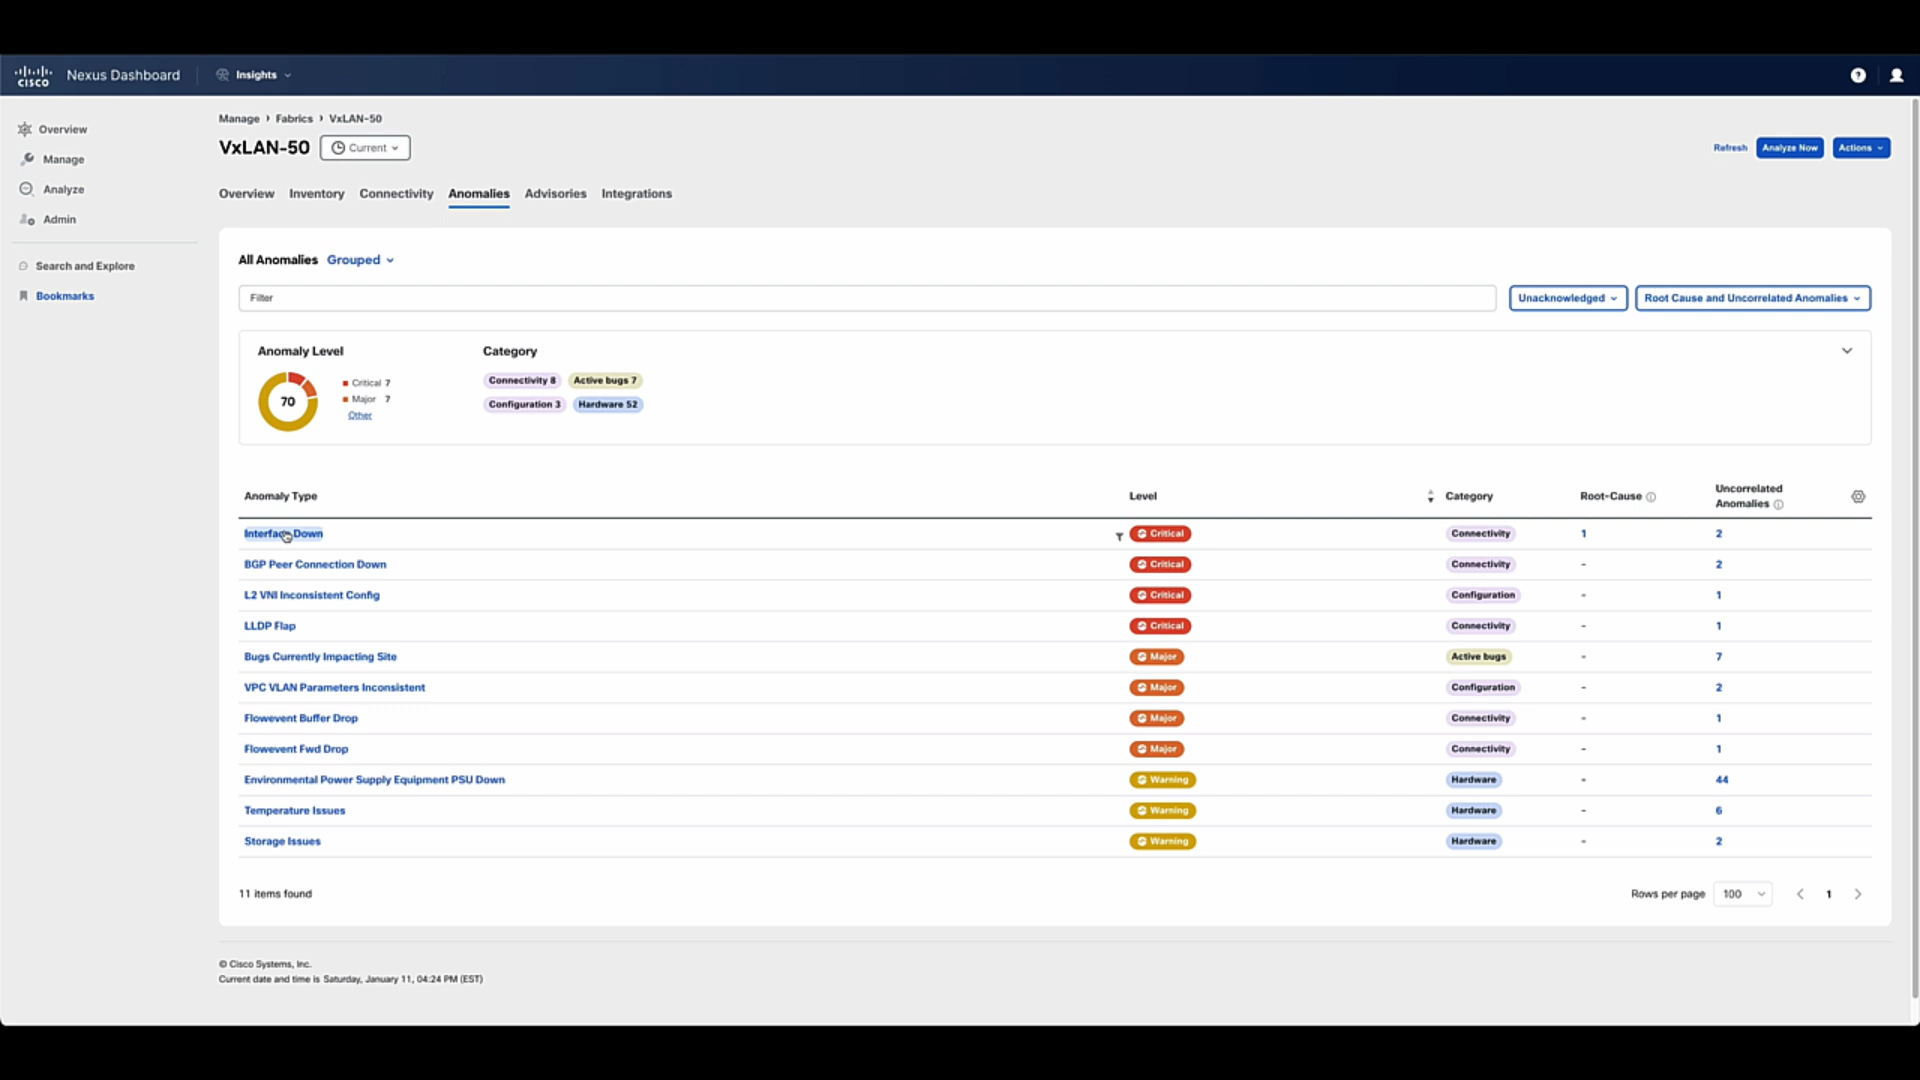 CISCO Nexus Dashboard Insights
Overview
Manage
Analyze
Admin
Search and Explore
Bookmarks
Manage > Fabrics > VxLAN-50
VxLAN-50 Current
Refresh Analyze Now Actions
Overview Inventory Connectivity Anomalies Advisories Integrations
All Anomalies Grouped
Filter Unacknowledged Root Cause and Uncorrelated Anomalies
Anomaly Level
70
Critical 7
Major 7
Other
Category
Connectivity 8 Active bugs 7
Configuration 3 Hardware 52
Anomaly Type Level Category Root-Cause Uncorrelated
Anomalies
Interface Down Critical Connectivity 1 2
BGP Peer Connection Down Critical Connectivity - 2
L2 VNI Inconsistent Config Critical Configuration - 1
LLDP Flap Critical Connectivity - 1
Bugs Currently Impacting Site Major Active bugs - 7
VPC VLAN Parameters Inconsistent Major Configuration - 2
Flowevent Buffer Drop Major Connectivity - 1
Flowevent Fwd Drop Major Connectivity - 1
Environmental Power Supply Equipment PSU Down Warning Hardware - 44
Temperature Issues Warning Hardware - 6
Storage Issues Warning Hardware - 2
11 items found Rows per page 100 < 1 >
© Cisco Systems, Inc.
Current date and time is Saturday, January 11, 04:24 PM (EST)